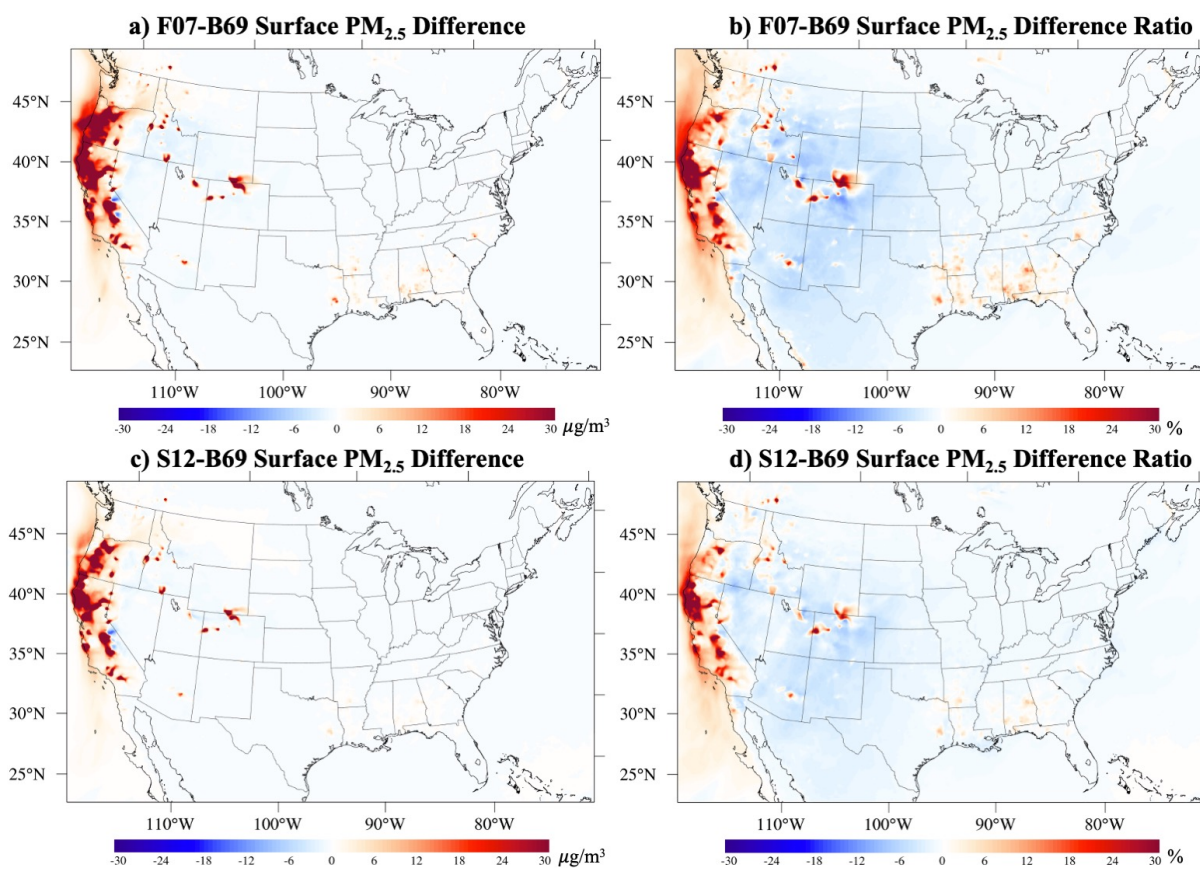 a) F07-B69 Surface PM2.5 Difference
b) F07-B69 Surface PM2.5 Difference Ratio
45°N
40°N
35°N
30°N
25°N
110°W 100°W 90°W 80°W
-30 -24 -18 -12 -6 0 6 12 18 24 30 μg/m³
45°N
40°N
35°N
30°N
25°N
110°W 100°W 90°W 80°W
-30 -24 -18 -12 -6 0 6 12 18 24 30 %
c) S12-B69 Surface PM2.5 Difference
d) S12-B69 Surface PM2.5 Difference Ratio
45°N
40°N
35°N
30°N
25°N
110°W 100°W 90°W 80°W
-30 -24 -18 -12 -6 0 6 12 18 24 30 μg/m³
45°N
40°N
35°N
30°N
25°N
110°W 100°W 90°W 80°W
-30 -24 -18 -12 -6 0 6 12 18 24 30 %